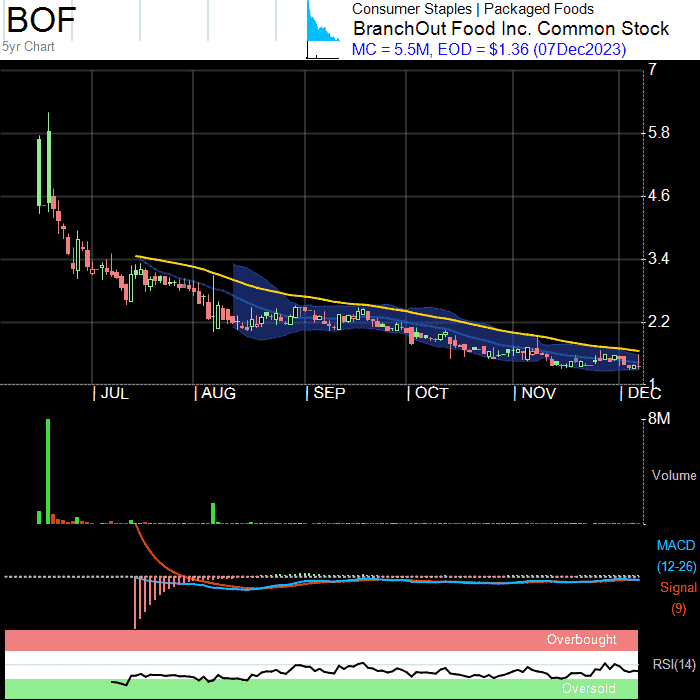 BOF
5yr Chart
Consumer Staples | Packaged Foods
BranchOut Food Inc. Common Stock
MC = 5.5M, EOD = $1.36 (07Dec2023)
7
5.8
4.6
3.4
2.2
1
JUL
AUG
SEP
OCT
NOV
DEC
8M
Volume
MACD
(12-26)
Signal
(9)
Overbought
RSI(14)
Oversold